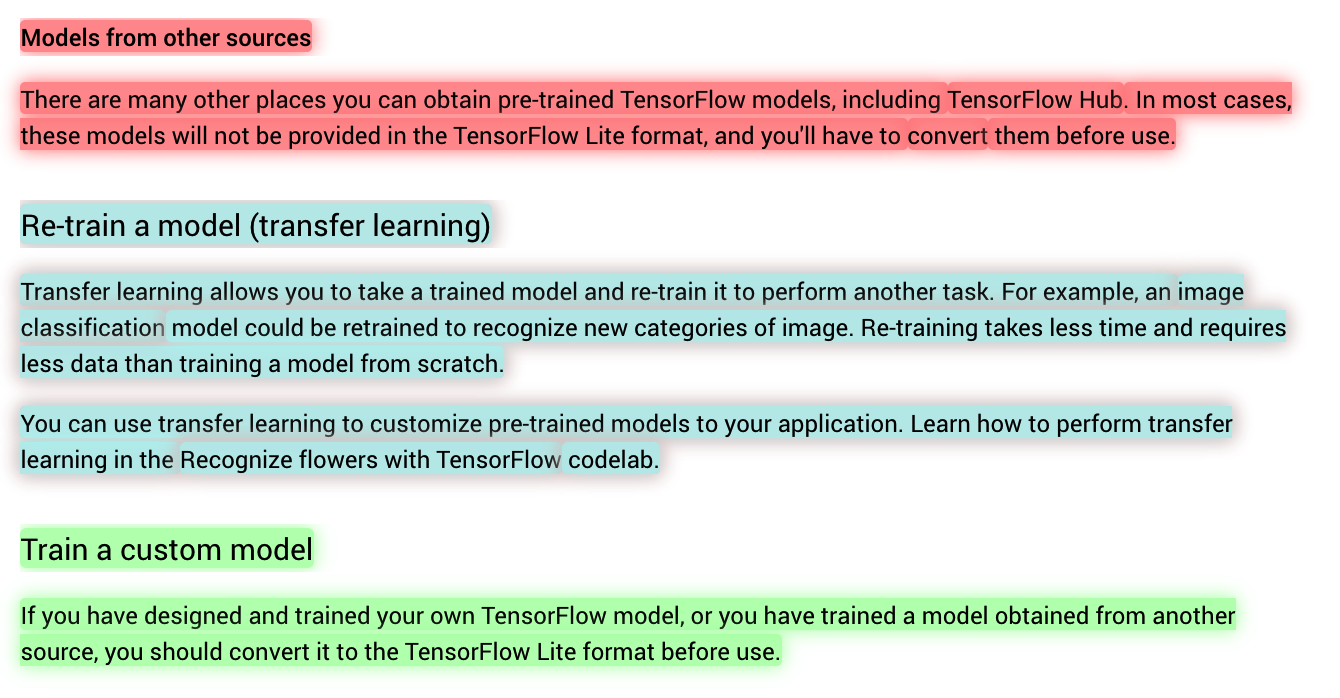 Models from other sources
There are many other places you can obtain pre-trained TensorFlow models, including TensorFlow Hub. In most cases,
these models will not be provided in the TensorFlow Lite format, and you'll have to convert them before use.
Re-train a model (transfer learning)
Transfer learning allows you to take a trained model and re-train it to perform another task. For example, an image
classification model could be retrained to recognize new categories of image. Re-training takes less time and requires
less data than training a model from scratch.
You can use transfer learning to customize pre-trained models to your application. Learn how to perform transfer
learning in the Recognize flowers with TensorFlow codelab.
Train a custom model
If you have designed and trained your own TensorFlow model, or you have trained a model obtained from another
source, you should convert it to the TensorFlow Lite format before use.